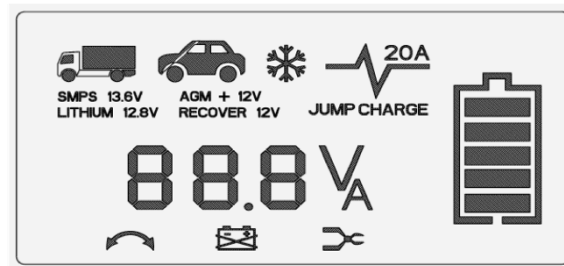 20A
SMPS 13.6V AGM + 12V
LITHIUM 12.8V RECOVER 12V JUMP CHARGE
88.8 V
A